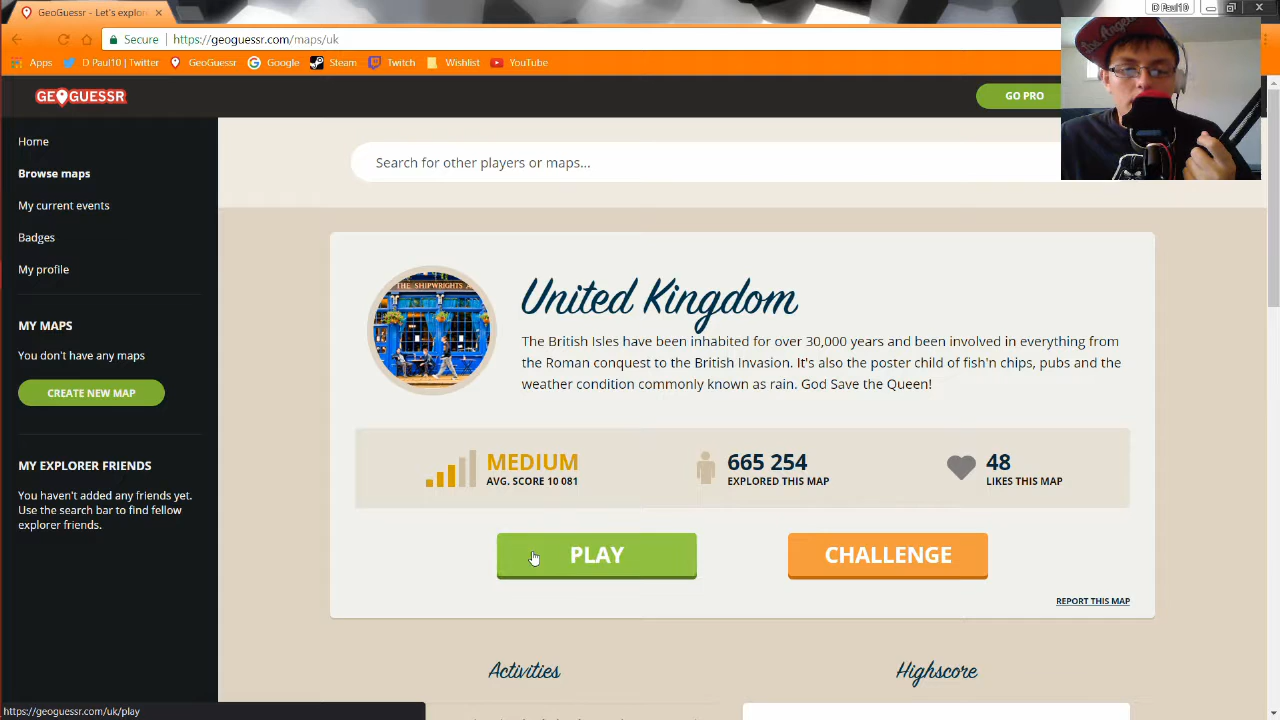 GeoGuessr - Let's explor
D Paul10
Secure
https://geoguessr.com/maps/uk
Apps
D Paul10 | Twitter
GeoGuessr
Google
Steam
Twitch
Wishlist
YouTube
GEOGUESSR
GO PRO
Home
Search for other players or maps...
Browse maps
My current events
Badges
My profile
MY MAPS
You don't have any maps
CREATE NEW MAP
MY EXPLORER FRIENDS
You haven't added any friends yet.
Use the search bar to find fellow
explorer friends.
THE SHIPWRIGHTS A
United Kingdom
The British Isles have been inhabited for over 30,000 years and been involved in everything from
the Roman conquest to the British Invasion. It's also the poster child of fish'n chips, pubs and the
weather condition commonly known as rain. God Save the Queen!
MEDIUM
AVG. SCORE 10 081
665 254
EXPLORED THIS MAP
48
LIKES THIS MAP
PLAY
CHALLENGE
REPORT THIS MAP
Activities
Highscore
https://geoguessr.com/uk/play